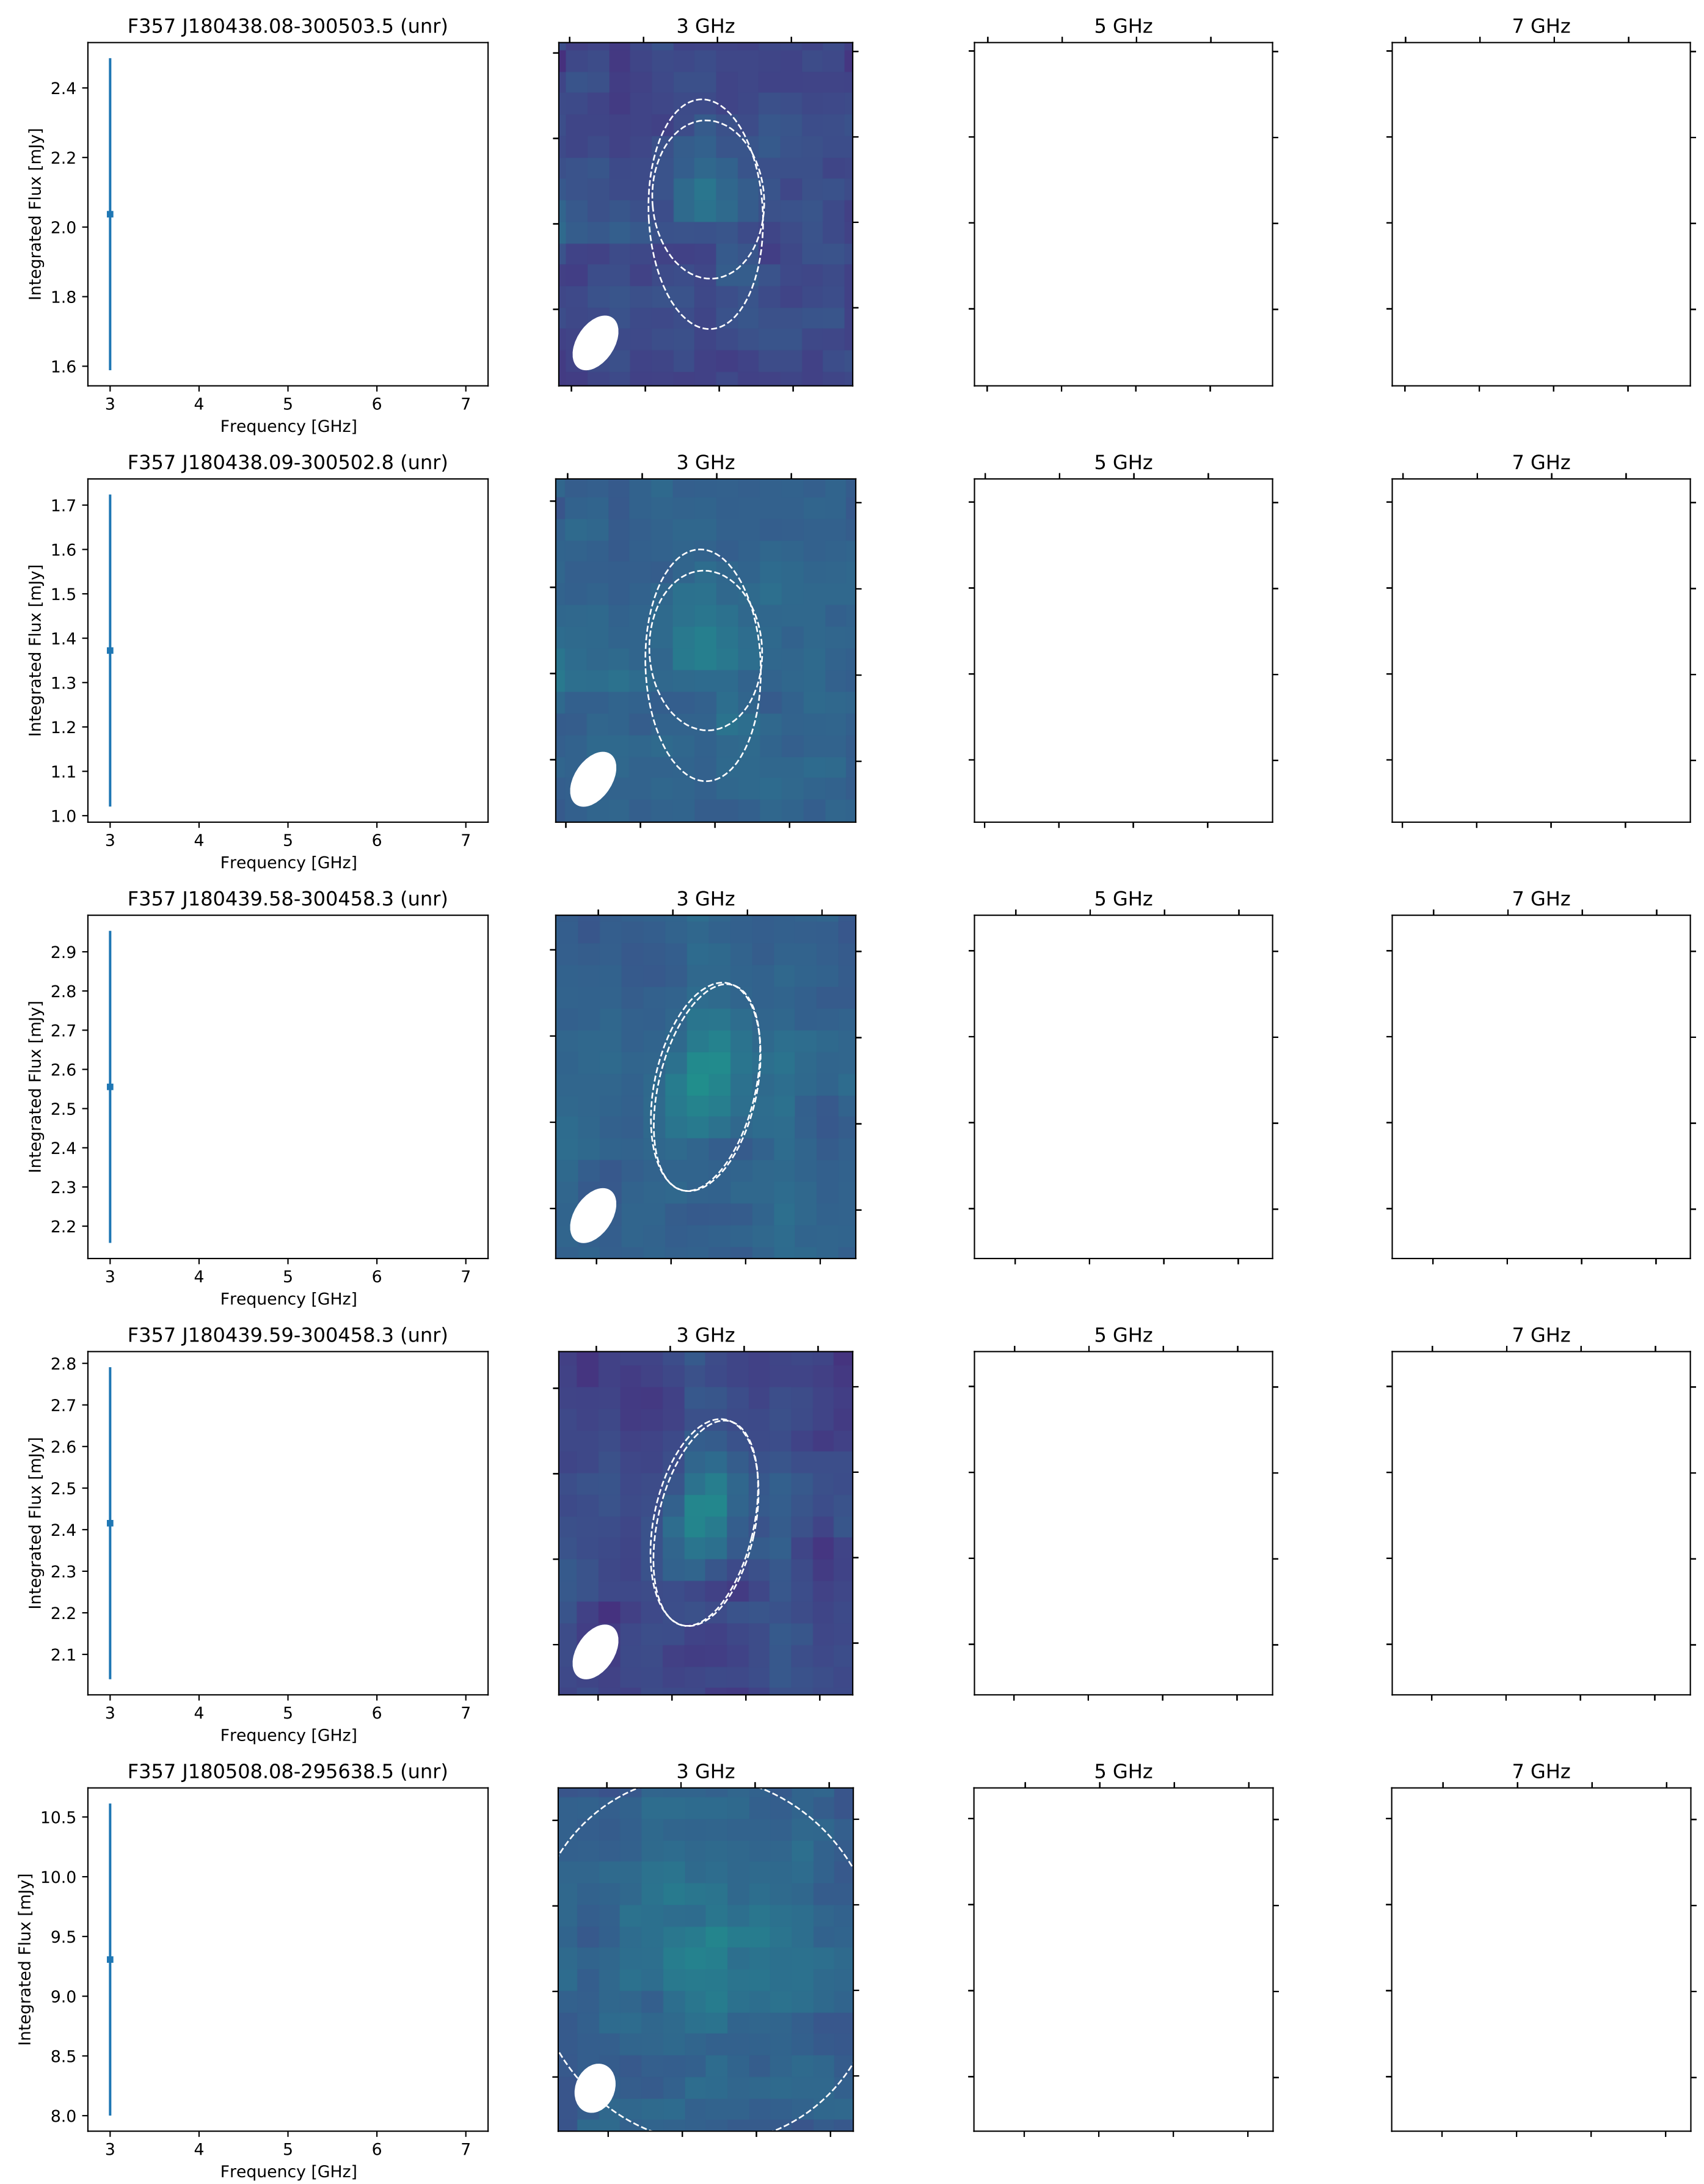 F357 J180438.08-300503.5 (unr)
3 GHz
5 GHz
7 GHz
Integrated Flux [mJy]
2.4
2.2
2.0
1.8
1.6
3 4 5 6 7
Frequency [GHz]
F357 J180438.09-300502.8 (unr)
3 GHz
5 GHz
7 GHz
Integrated Flux [mJy]
1.7
1.6
1.5
1.4
1.3
1.2
1.1
1.0
3 4 5 6 7
Frequency [GHz]
F357 J180439.58-300458.3 (unr)
3 GHz
5 GHz
7 GHz
Integrated Flux [mJy]
2.9
2.8
2.7
2.6
2.5
2.4
2.3
2.2
3 4 5 6 7
Frequency [GHz]
F357 J180439.59-300458.3 (unr)
3 GHz
5 GHz
7 GHz
Integrated Flux [mJy]
2.8
2.7
2.6
2.5
2.4
2.3
2.2
2.1
3 4 5 6 7
Frequency [GHz]
F357 J180508.08-295638.5 (unr)
3 GHz
5 GHz
7 GHz
Integrated Flux [mJy]
10.5
10.0
9.5
9.0
8.5
8.0
3 4 5 6 7
Frequency [GHz]